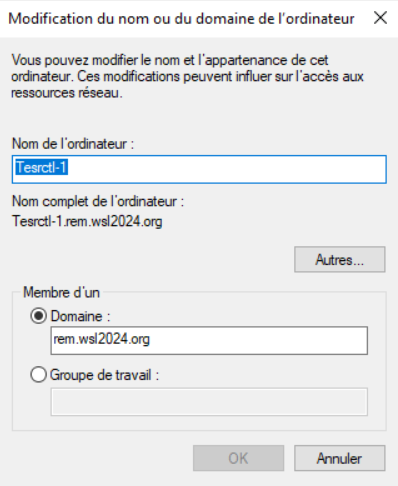 Modification du nom ou du domaine de l'ordinateur
Vous pouvez modifier le nom et l'appartenance de cet
ordinateur. Ces modifications peuvent influer sur l'accès aux
ressources réseau.
Nom de l'ordinateur :
Tesrctl-1
Nom complet de l'ordinateur :
Tesrctl-1.rem.wsl2024.org
Autres...
Membre d'un
Domaine :
rem.wsl2024.org
Groupe de travail :
OK Annuler